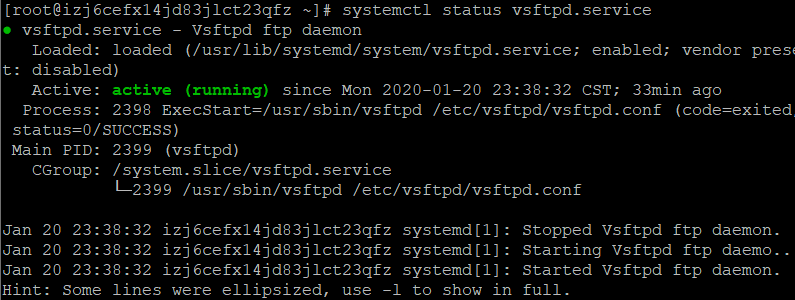 [root@izj6cefx14jd83jlct23qfz ~]# systemctl status vsftpd.service
● vsftpd.service - Vsftpd ftp daemon
   Loaded: loaded (/usr/lib/systemd/system/vsftpd.service; enabled; vendor prese
t: disabled)
   Active: active (running) since Mon 2020-01-20 23:38:32 CST; 33min ago
  Process: 2398 ExecStart=/usr/sbin/vsftpd /etc/vsftpd/vsftpd.conf (code=exited,
 status=0/SUCCESS)
 Main PID: 2399 (vsftpd)
   CGroup: /system.slice/vsftpd.service
           └─2399 /usr/sbin/vsftpd /etc/vsftpd/vsftpd.conf

Jan 20 23:38:32 izj6cefx14jd83jlct23qfz systemd[1]: Stopped Vsftpd ftp daemon.
Jan 20 23:38:32 izj6cefx14jd83jlct23qfz systemd[1]: Starting Vsftpd ftp daemo...
Jan 20 23:38:32 izj6cefx14jd83jlct23qfz systemd[1]: Started Vsftpd ftp daemon.
Hint: Some lines were ellipsized, use -l to show in full.